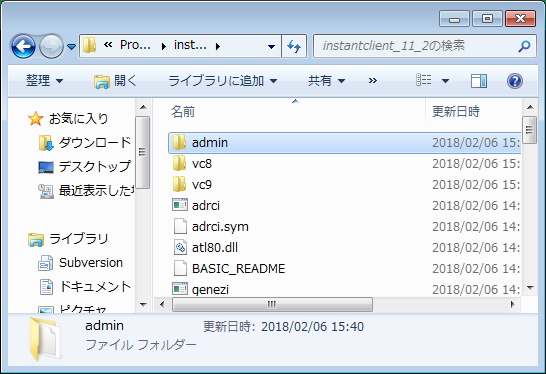 « Pro... ▸ inst... ▸
instantclient_11_2の検索
整理 開く ライブラリに追加 共有 »
お気に入り
ダウンロード
デスクトップ
最近表示した場
ライブラリ
Subversion
ドキュメント
ピクチャ
名前 更新日時
admin 2018/02/06 15:
vc8 2018/02/06 15:
vc9 2018/02/06 15:
adrci 2018/02/06 14:
adrci.sym 2018/02/06 14:
atl80.dll 2018/02/06 14:
BASIC_README 2018/02/06 14:
genezi 2018/02/06 14:
admin 更新日時: 2018/02/06 15:40
ファイル フォルダー